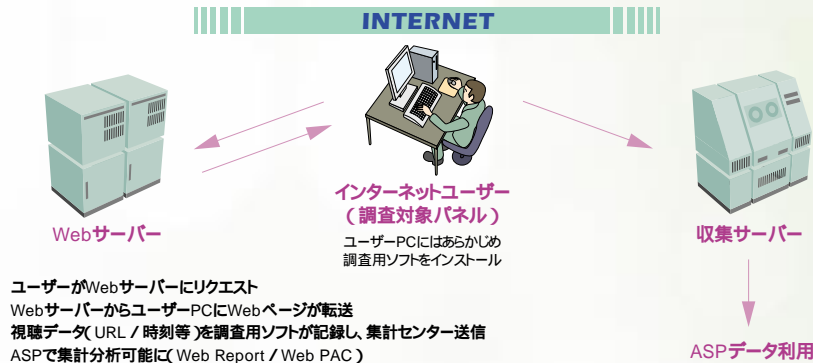 INTERNET
インターネットユーザー
(調査対象パネル)
ユーザーPCにはあらかじめ
調査用ソフトをインストール
Webサーバー
収集サーバー
ユーザーがWebサーバーにリクエスト
WebサーバーからユーザーPCにWebページが転送
視聴データ(URL/時刻等)を調査用ソフトが記録し、集計センター送信
ASPで集計分析可能に(Web Report/Web PAC)
ASPデータ利用